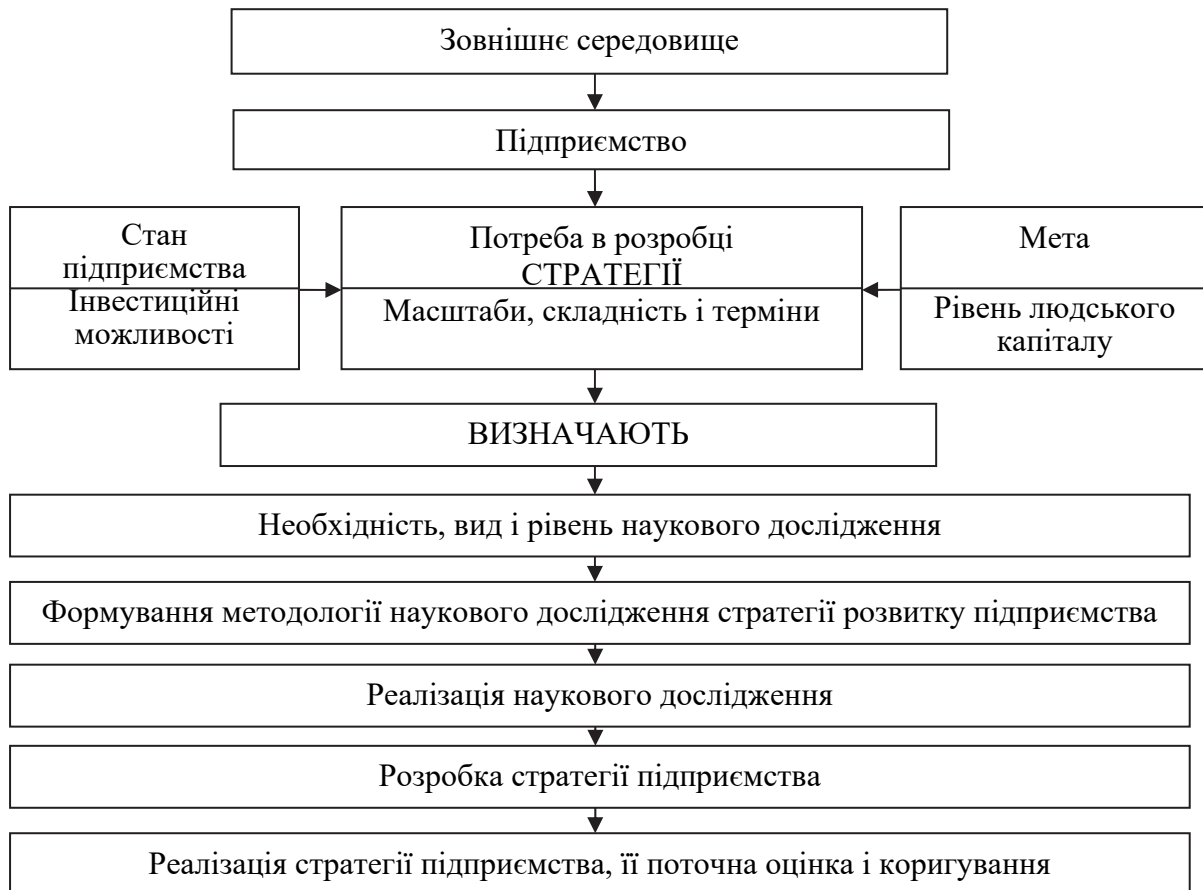 Зовнішнє середовище
Підприємство
Стан
підприємства
Інвестиційні
можливості
Потреба в розробці
СТРАТЕГІЇ
Масштаби, складність і терміни
Мета
Рівень людського
капіталу
ВИЗНАЧАЮТЬ
Необхідність, вид і рівень наукового дослідження
Формування методології наукового дослідження стратегії розвитку підприємства
Реалізація наукового дослідження
Розробка стратегії підприємства
Реалізація стратегії підприємства, її поточна оцінка і коригування